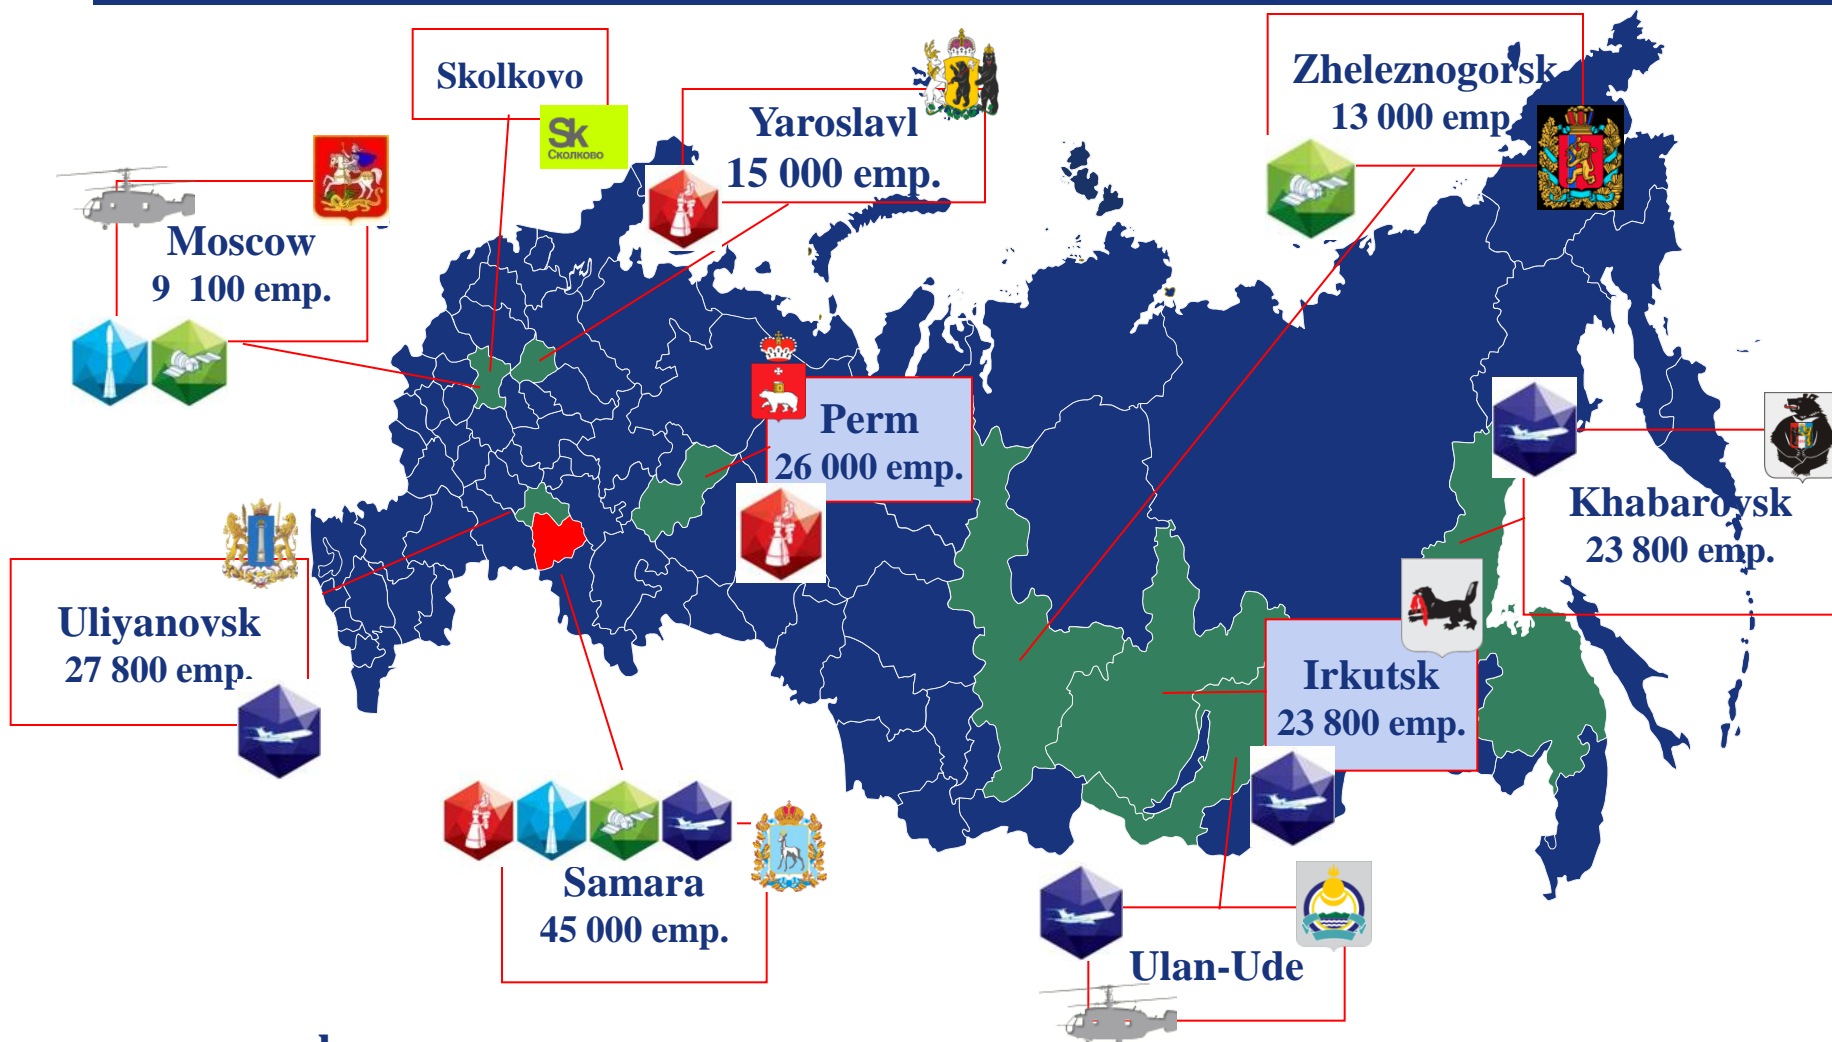 Skolkovo
Sk
Сколково
Yaroslavl
15 000 emp.
Zheleznogorsk
13 000 emp
Moscow
9 100 emp.
Perm
26 000 emp.
Khabarovsk
23 800 emp.
Uliyanovsk
27 800 emp.
Irkutsk
23 800 emp.
Samara
45 000 emp.
Ulan-Ude